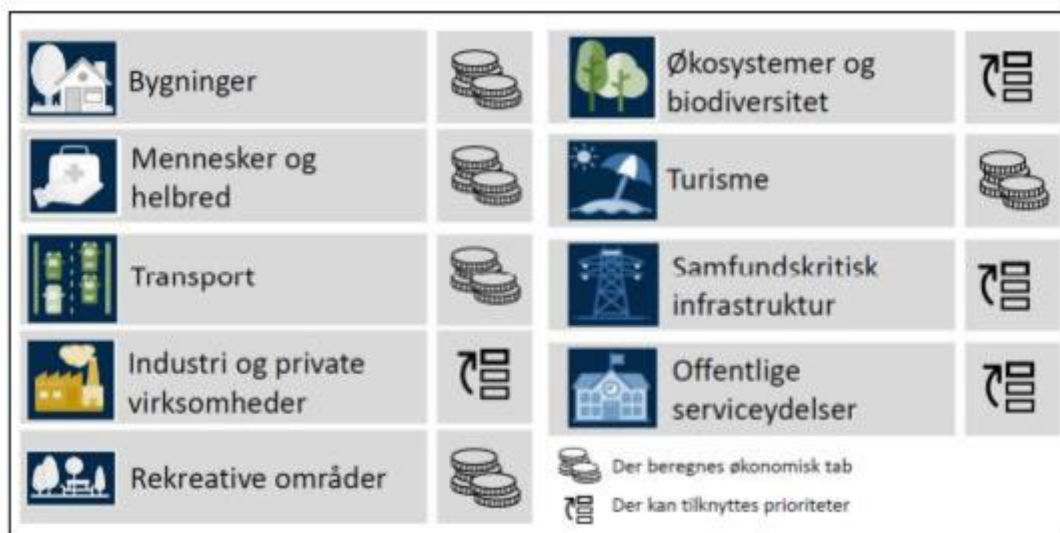 Bygninger
Mennesker og
helbred
Transport
Industri og private
virksomheder
Rekreative områder
Økosystemer og
biodiversitet
Turisme
Samfundskritisk
infrastruktur
Offentlige
serviceydelser
Der beregnes økonomisk tab
Der kan tilknyttes prioriteter